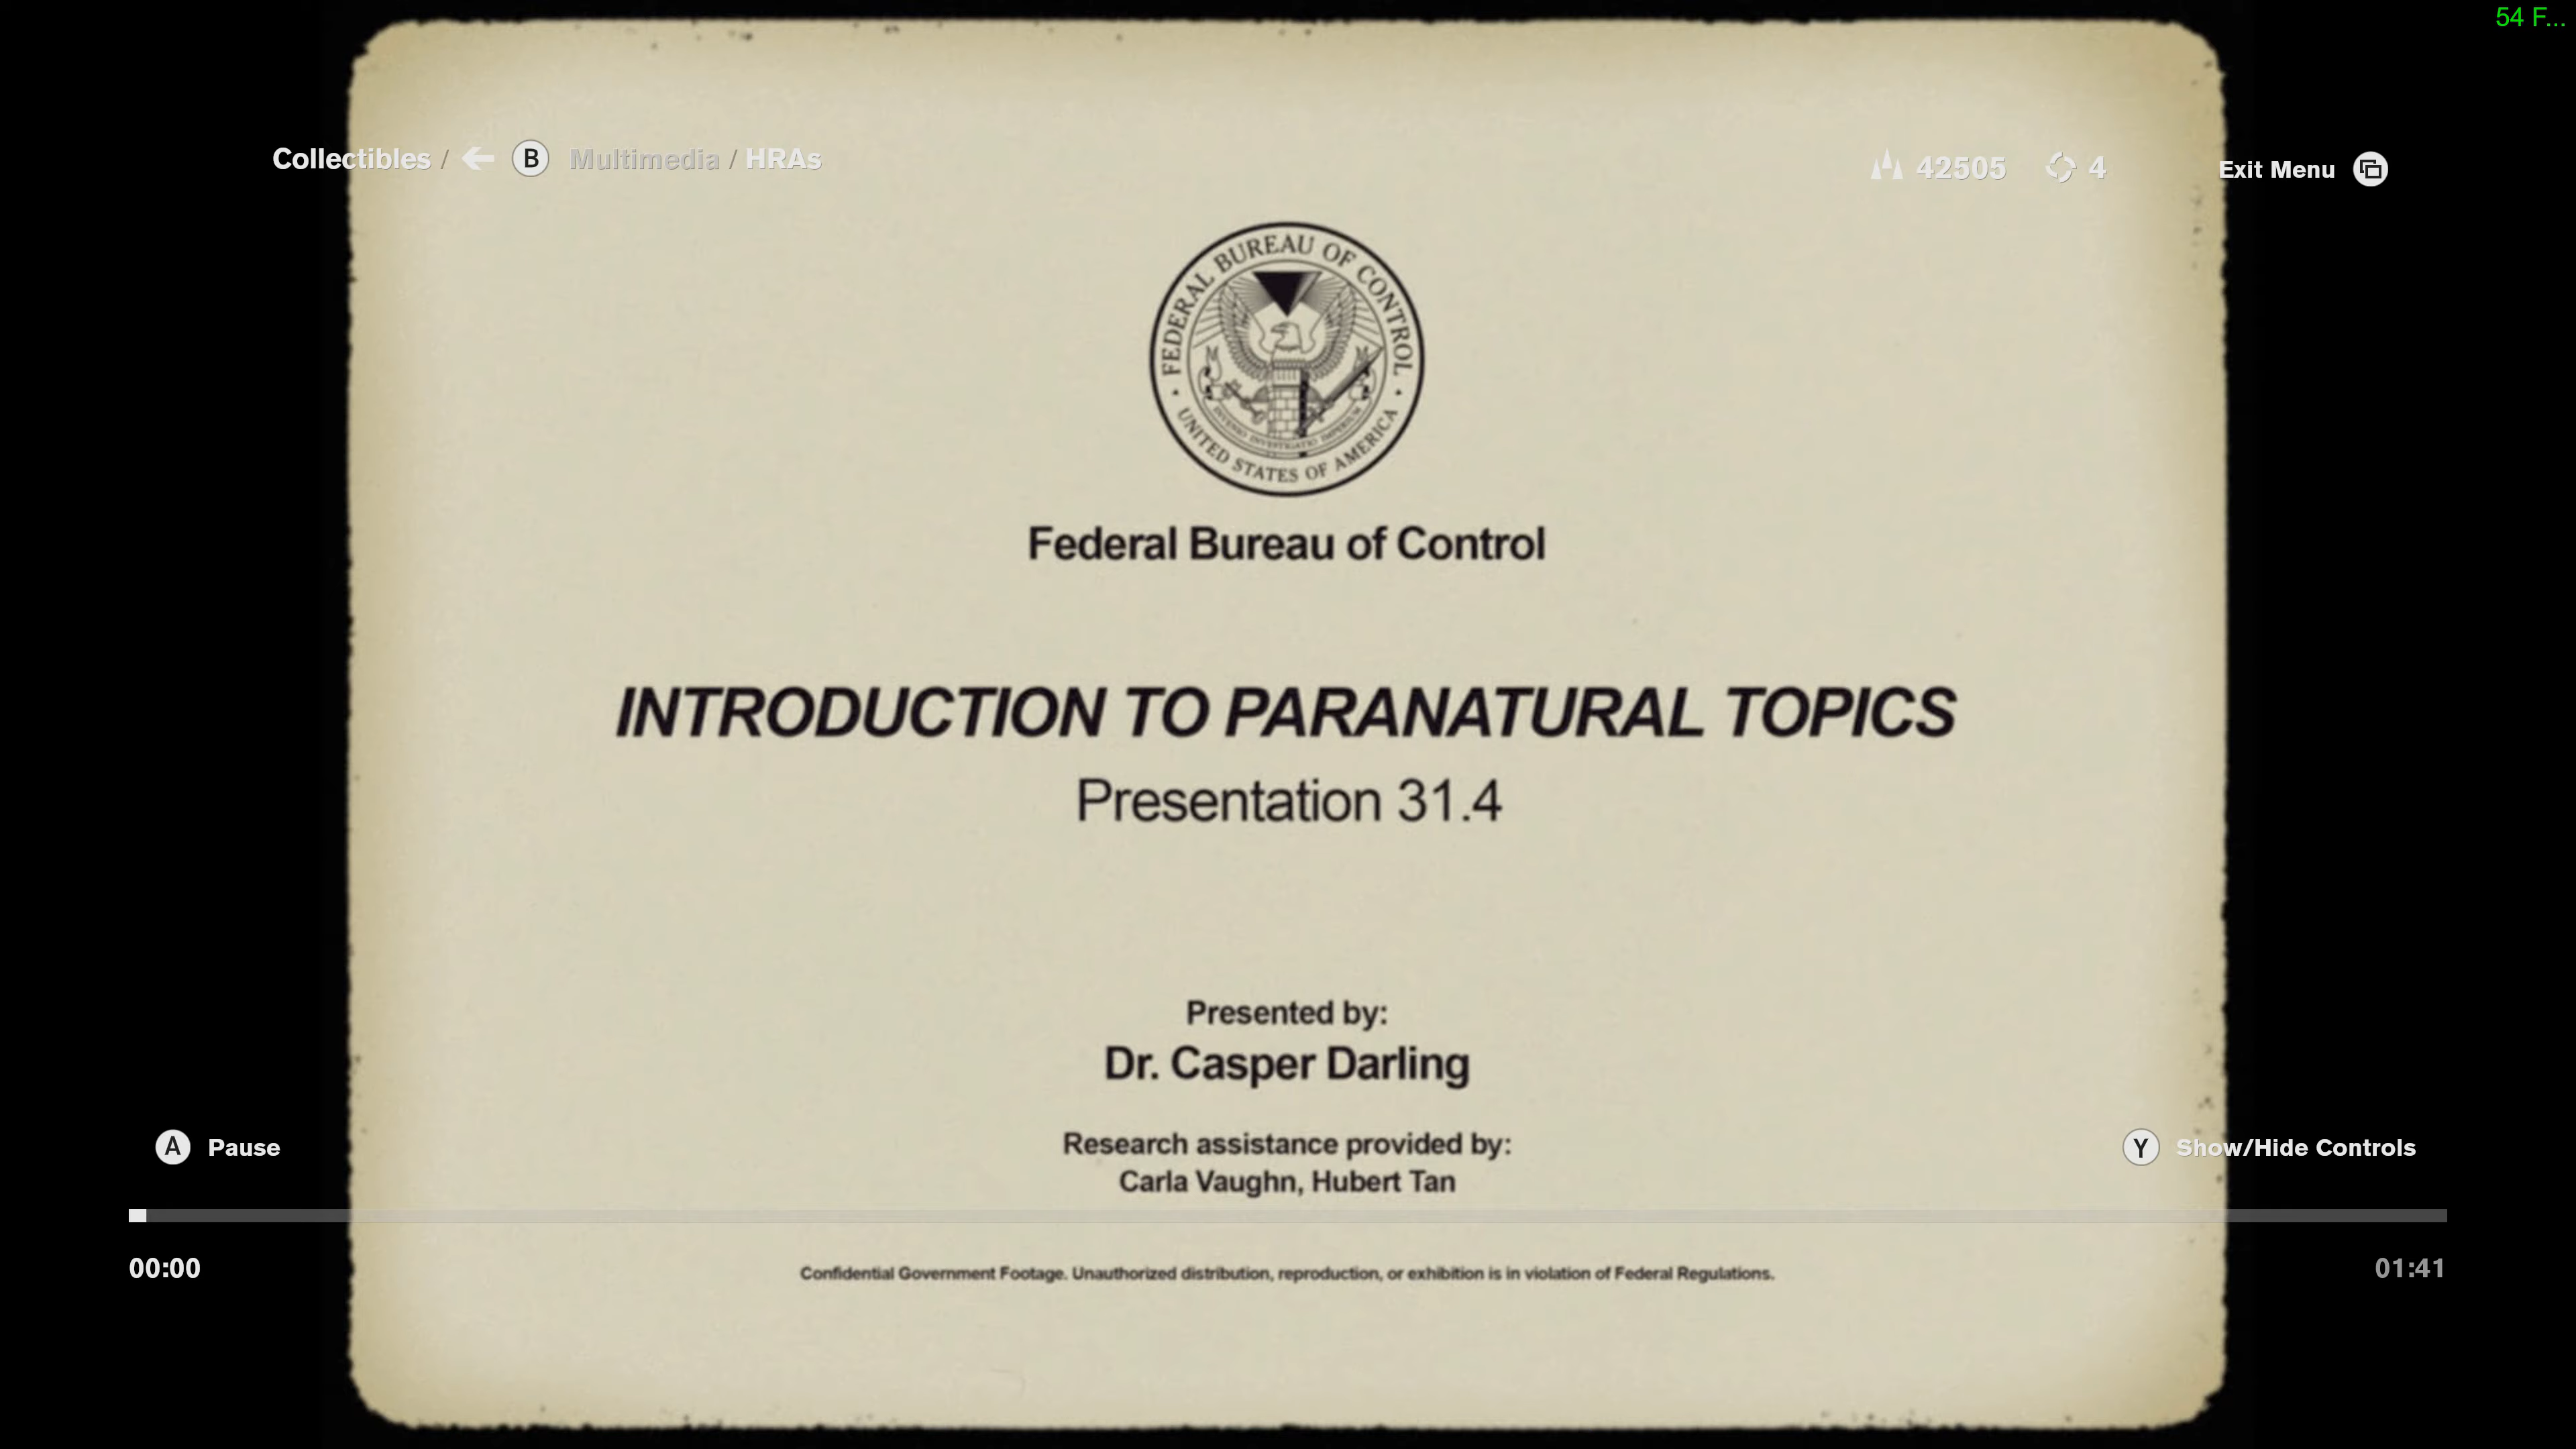 54 F...
Collectibles / B Multimedia / HRAs
42505 4 Exit Menu
FEDERAL BUREAU OF CONTROL
INVENIO INVESTIGATIO IMPERIUM
· UNITED STATES OF AMERICA ·
Federal Bureau of Control
INTRODUCTION TO PARANATURAL TOPICS
Presentation 31.4
Presented by:
Dr. Casper Darling
Research assistance provided by:
Carla Vaughn, Hubert Tan
A Pause
Y Show/Hide Controls
00:00
01:41
Confidential Government Footage. Unauthorized distribution, reproduction, or exhibition is in violation of Federal Regulations.